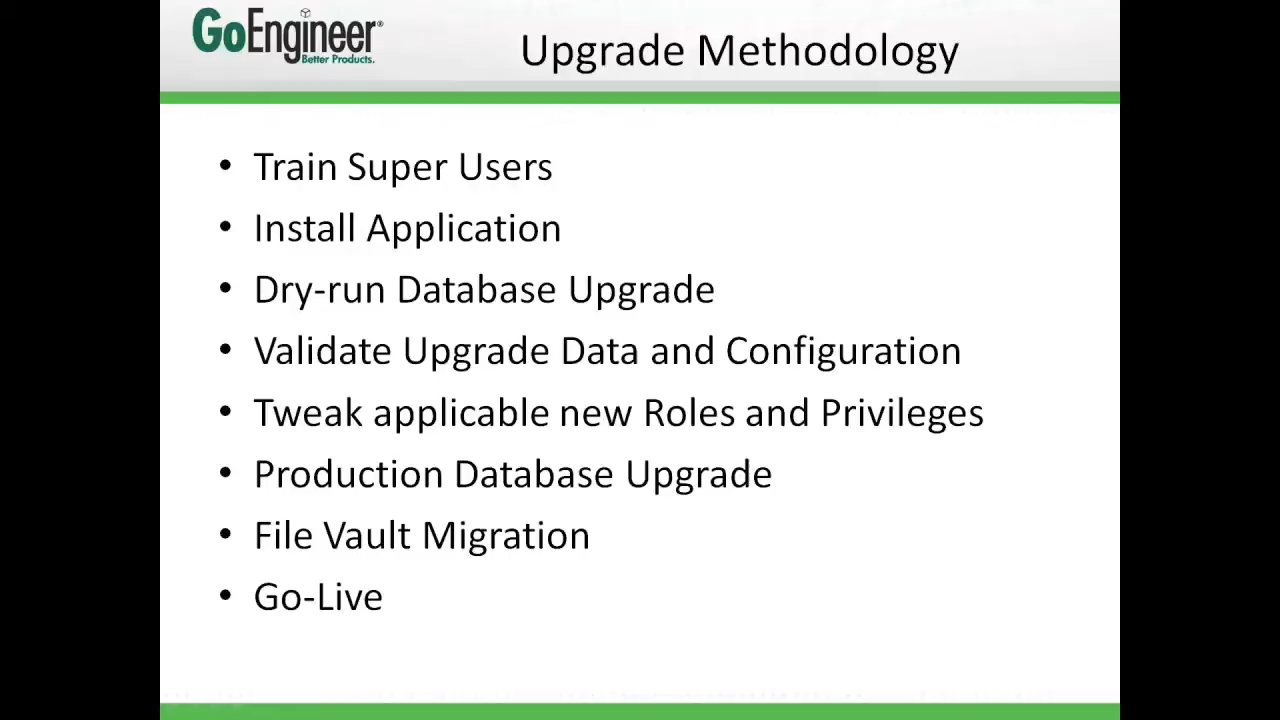 GoEngineer®
Better Products.
Upgrade Methodology
• Train Super Users
• Install Application
• Dry-run Database Upgrade
• Validate Upgrade Data and Configuration
• Tweak applicable new Roles and Privileges
• Production Database Upgrade
• File Vault Migration
• Go-Live